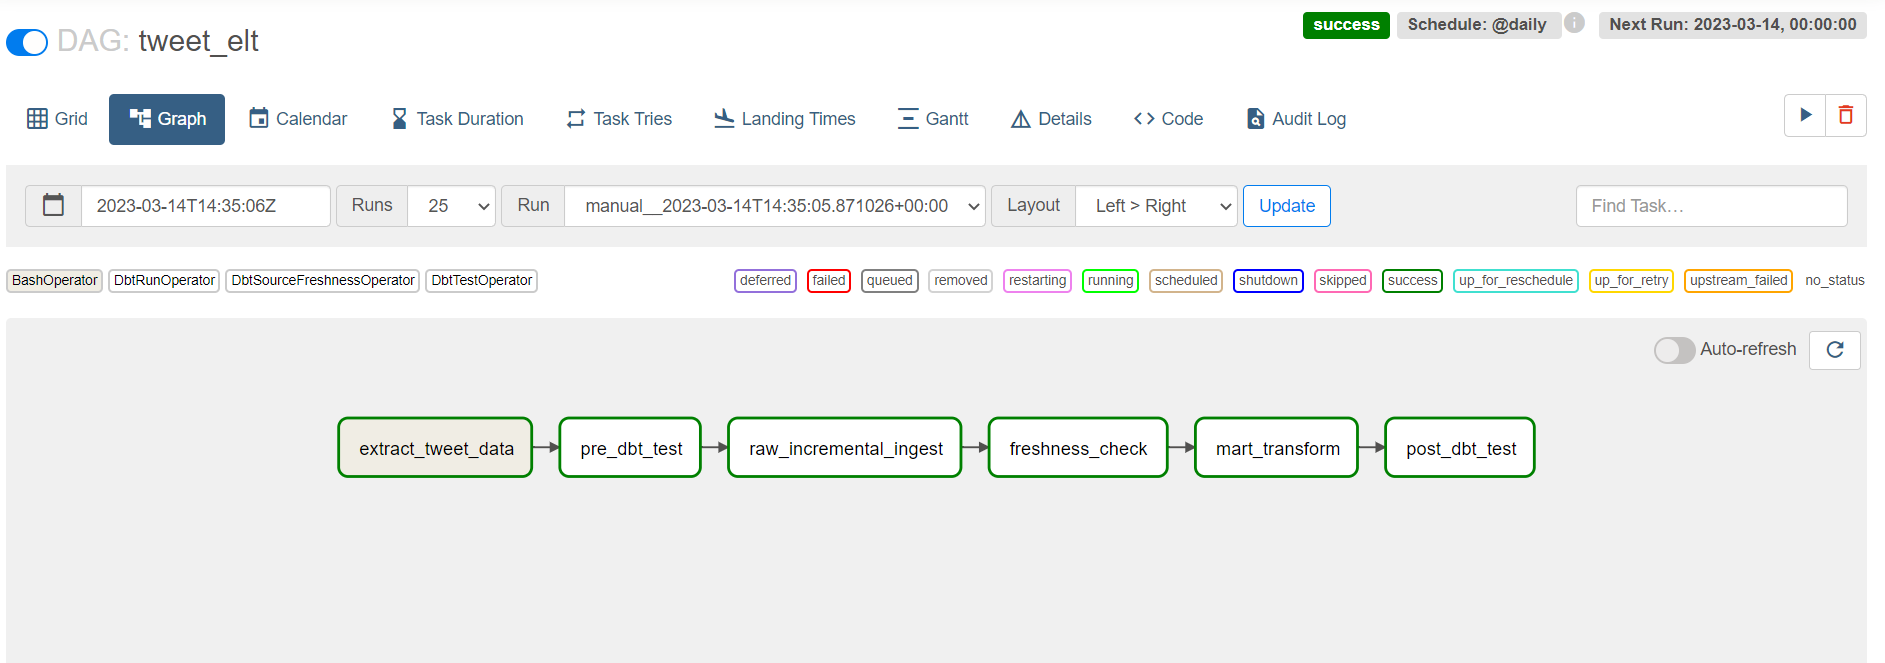 DAG: tweet_elt
success Schedule: @daily i Next Run: 2023-03-14, 00:00:00
Grid Graph Calendar Task Duration Task Tries Landing Times Gantt Details Code Audit Log
2023-03-14T14:35:06Z Runs 25 Run manual__2023-03-14T14:35:05.871026+00:00 Layout Left > Right Update Find Task…
BashOperator DbtRunOperator DbtSourceFreshnessOperator DbtTestOperator deferred failed queued removed restarting running scheduled shutdown skipped success up_for_reschedule up_for_retry upstream_failed no_status
Auto-refresh
extract_tweet_data pre_dbt_test raw_incremental_ingest freshness_check mart_transform post_dbt_test